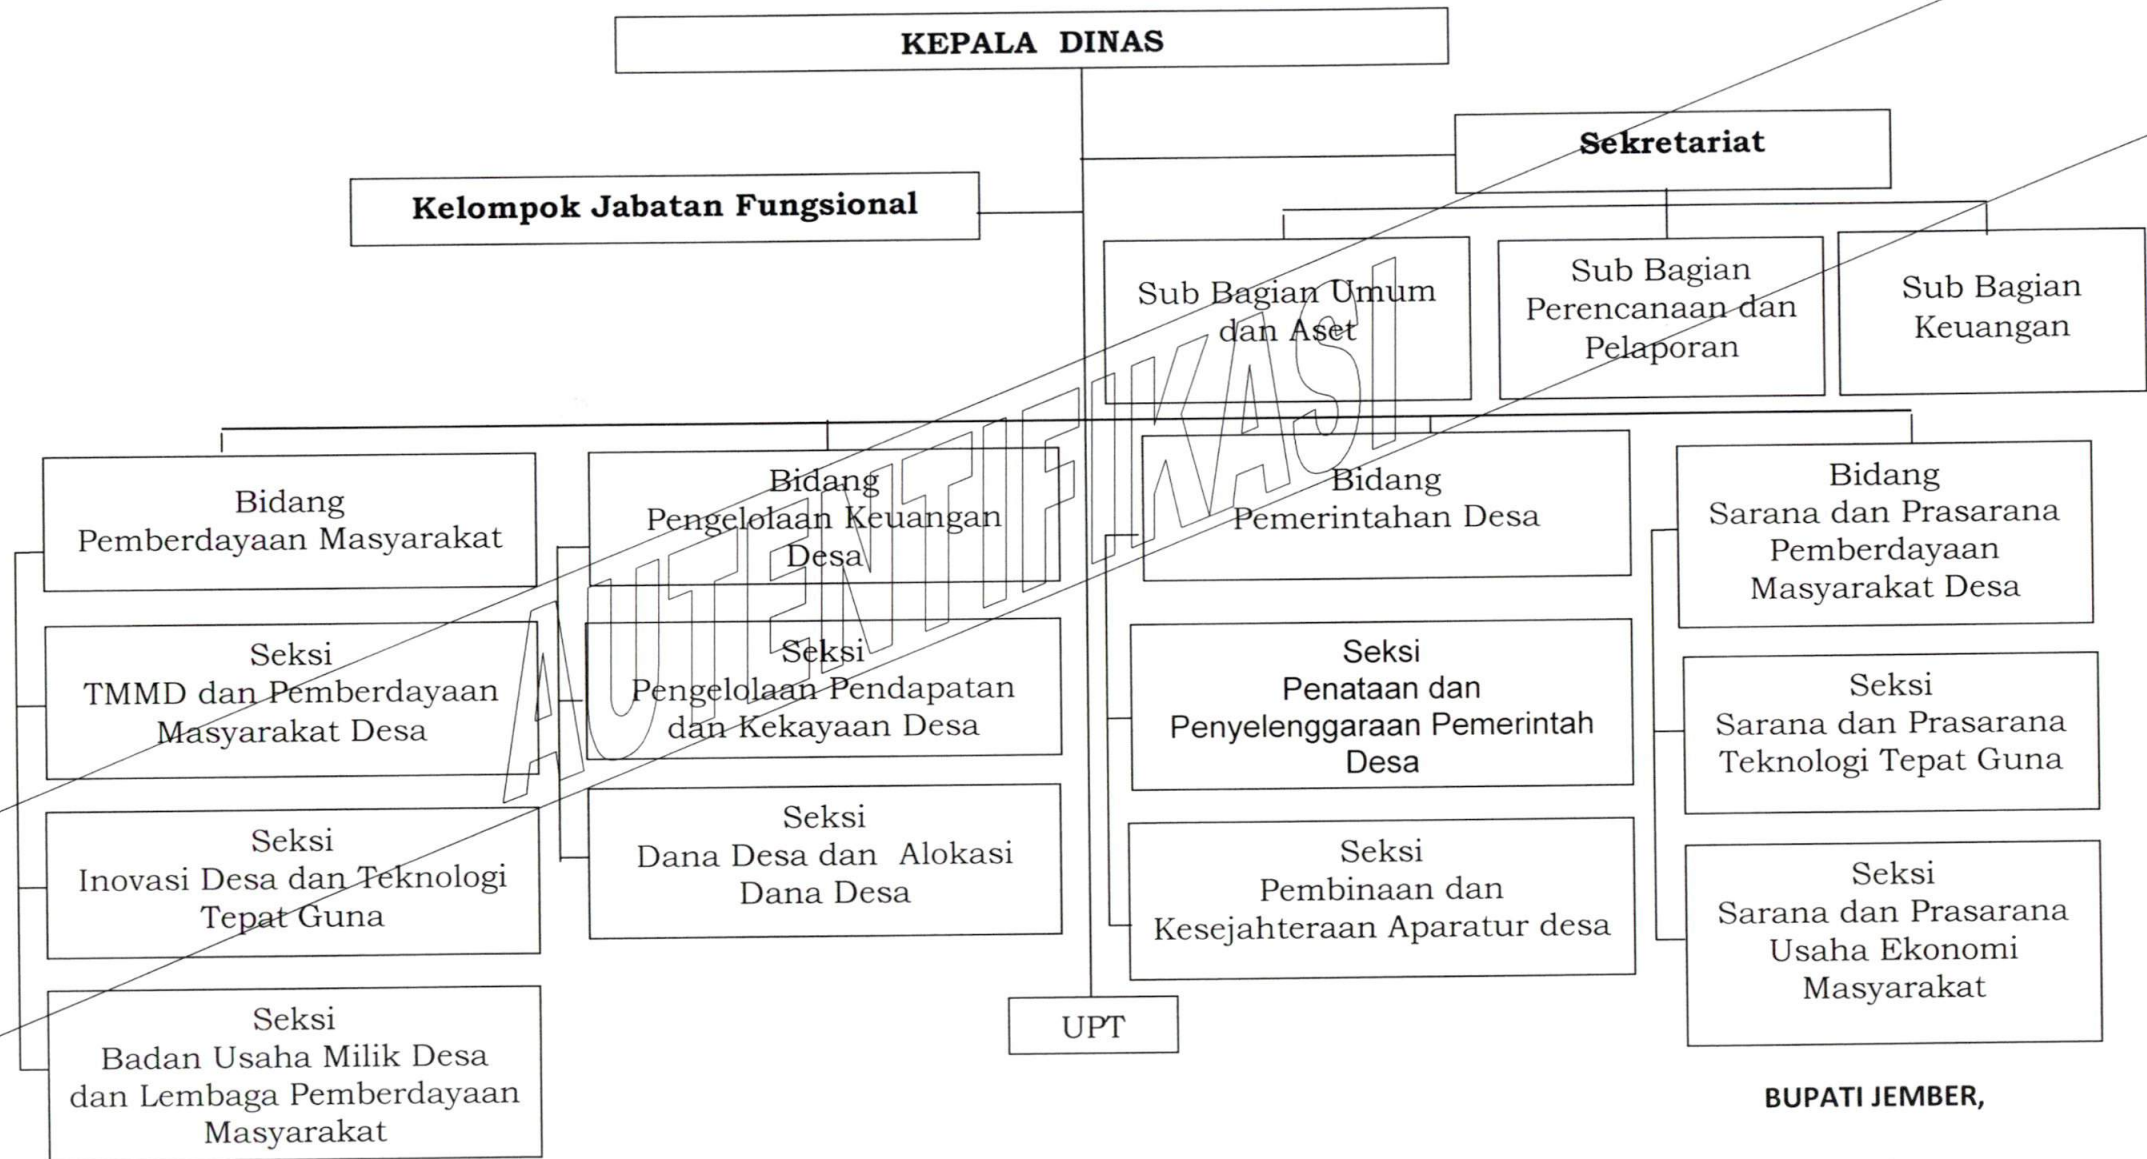 KEPALA DINAS
Sekretariat
Kelompok Jabatan Fungsional
Sub Bagian Umum
dan Aset
Sub Bagian
Perencanaan dan
Pelaporan
Sub Bagian
Keuangan
AUTENTIFIKASI
Bidang
Pemberdayaan Masyarakat
Seksi
TMMD dan Pemberdayaan
Masyarakat Desa
Seksi
Inovasi Desa dan Teknologi
Tepat Guna
Seksi
Badan Usaha Milik Desa
dan Lembaga Pemberdayaan
Masyarakat
Bidang
Pengelolaan Keuangan
Desa
Seksi
Pengelolaan Pendapatan
dan Kekayaan Desa
Seksi
Dana Desa dan Alokasi
Dana Desa
Bidang
Pemerintahan Desa
Seksi
Penataan dan
Penyelenggaraan Pemerintah
Desa
Seksi
Pembinaan dan
Kesejahteraan Aparatur desa
Bidang
Sarana dan Prasarana
Pemberdayaan
Masyarakat Desa
Seksi
Sarana dan Prasarana
Teknologi Tepat Guna
Seksi
Sarana dan Prasarana
Usaha Ekonomi
Masyarakat
UPT
BUPATI JEMBER,